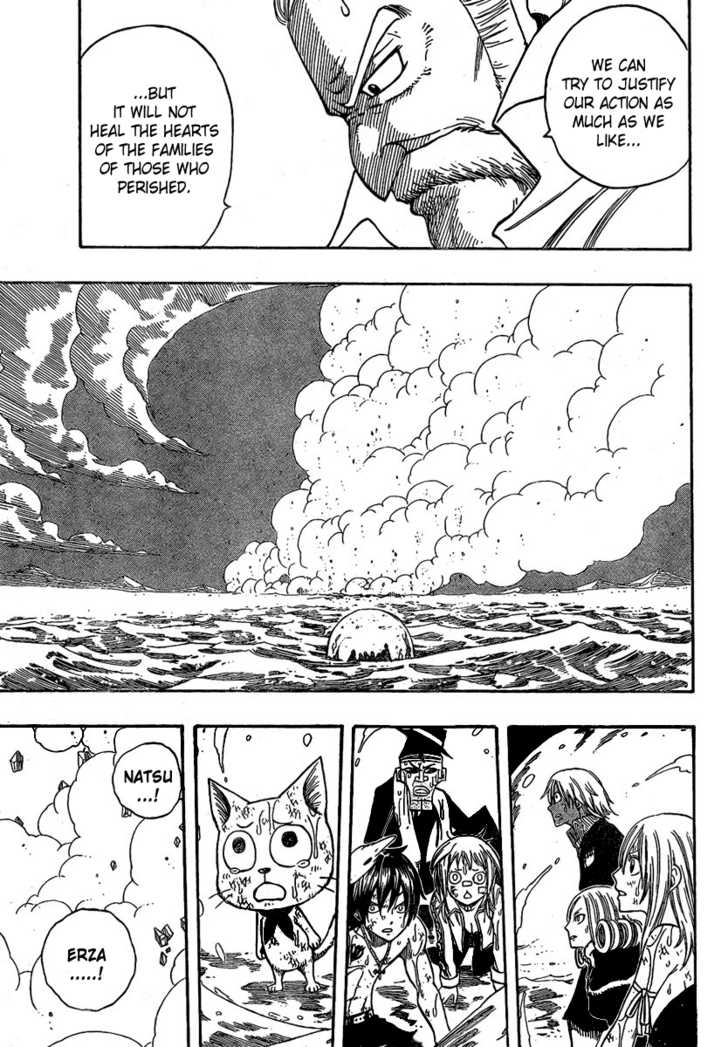 WE CAN
TRY TO JUSTIFY
OUR ACTION AS
MUCH AS WE
LIKE...
...BUT
IT WILL NOT
HEAL THE HEARTS
OF THE FAMILIES
OF THOSE WHO
PERISHED.
NATSU
...!
ERZA
.....!